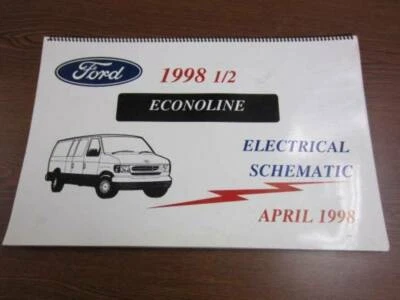 Ford
1998 1/2
ECONOLINE
ELECTRICAL
SCHEMATIC
APRIL 1998